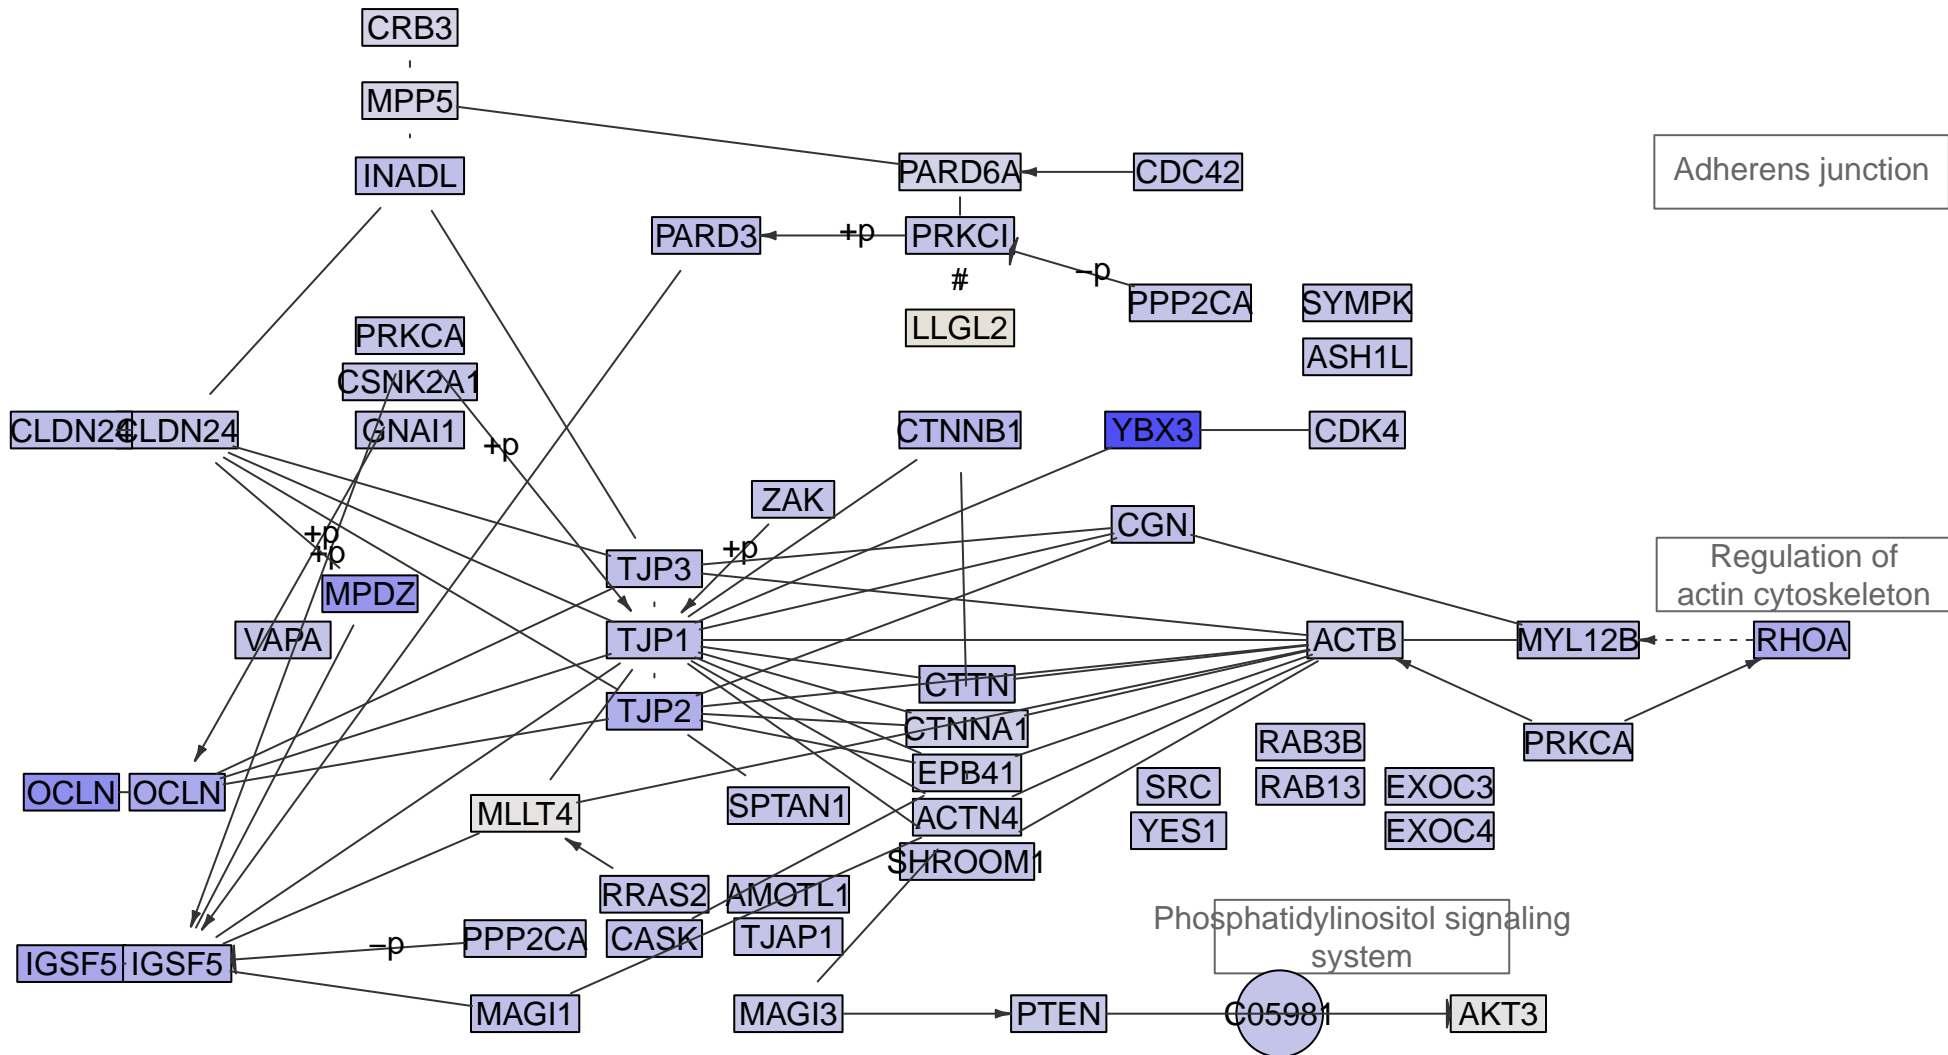 CRB3
MPP5
INADL
PARD6A
CDC42
Adherens junction
PARD3
+p
PRKCI
–p
#
PPP2CA
SYMPK
LLGL2
PRKCA
ASH1L
CSNK2A1
CLDN24
CLDN24
GNAI1
+p
CTNNB1
YBX3
CDK4
ZAK
CGN
+p
+p
+p
TJP3
Regulation of
actin cytoskeleton
MPDZ
VAPA
TJP1
ACTB
MYL12B
RHOA
CTTN
TJP2
CTNNA1
RAB3B
PRKCA
EPB41
OCLN
OCLN
SRC
RAB13
EXOC3
MLLT4
SPTAN1
ACTN4
YES1
EXOC4
SHROOM1
RRAS2
AMOTL1
Phosphatidylinositol signaling
system
PPP2CA
CASK
TJAP1
–p
IGSF5
IGSF5
MAGI1
MAGI3
PTEN
C05981
AKT3